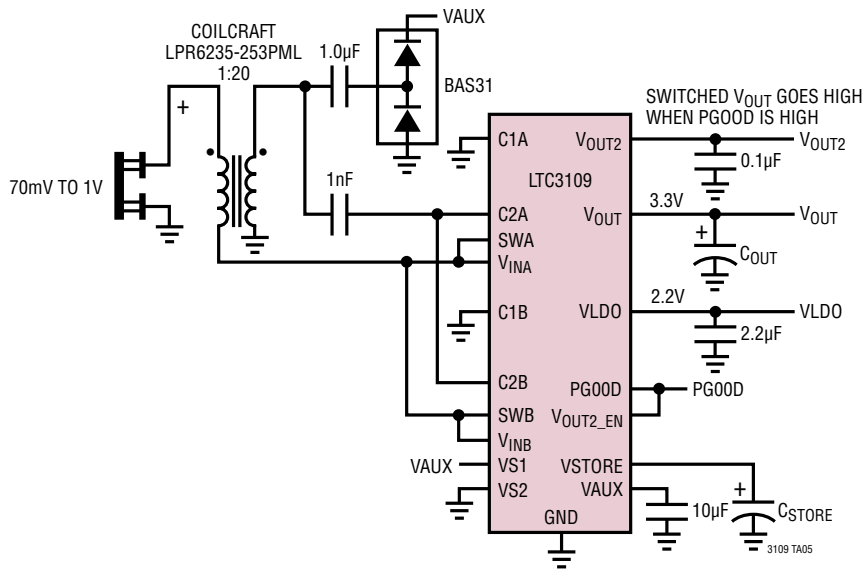 COILCRAFT
LPR6235-253PML
1:20
1.0µF
VAUX
BAS31
+
70mV TO 1V
1nF
SWITCHED VOUT GOES HIGH
WHEN PGOOD IS HIGH
LTC3109
C1A
C2A
SWA
VINA
C1B
C2B
SWB
VINB
VAUX
VS1
VS2
GND
VOUT2
VOUT
VLDO
PG00D
VOUT2_EN
VSTORE
VAUX
VOUT2
0.1µF
3.3V
VOUT
+
COUT
2.2V
VLDO
2.2µF
PG00D
10µF
+
CSTORE
3109 TA05